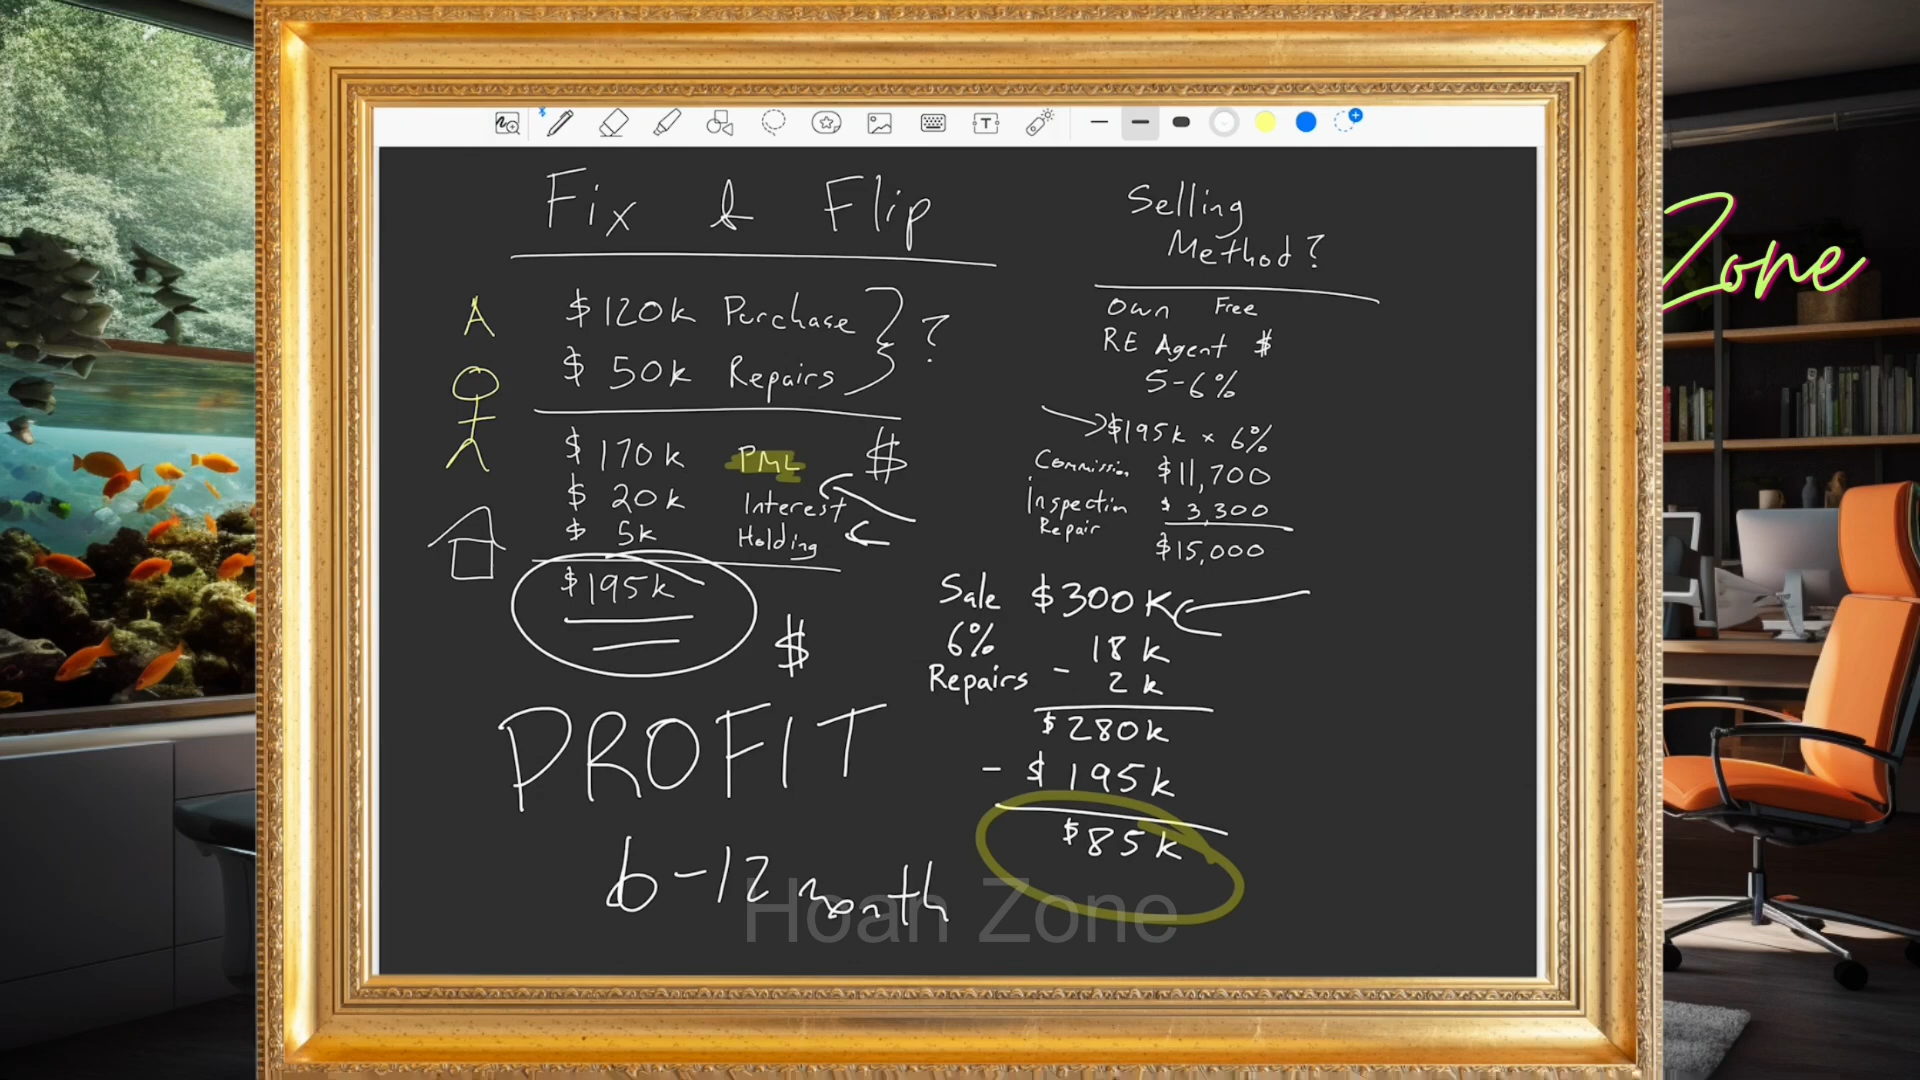 Fix & Flip
$120k Purchase } ?
$ 50k Repairs
A
$170k PML $
$ 20k Interest
$ 5k Holding
$195k
$
PROFIT
6-12 month
Selling
Method?
Own Free
RE Agent $
5-6%
$195k x 6%
Commission $11,700
Inspection $ 3,300
Repair
$15,000
Sale $300K
6% 18k
Repairs - 2k
$280k
- $195k
$85k
Hoan Zone
Zone